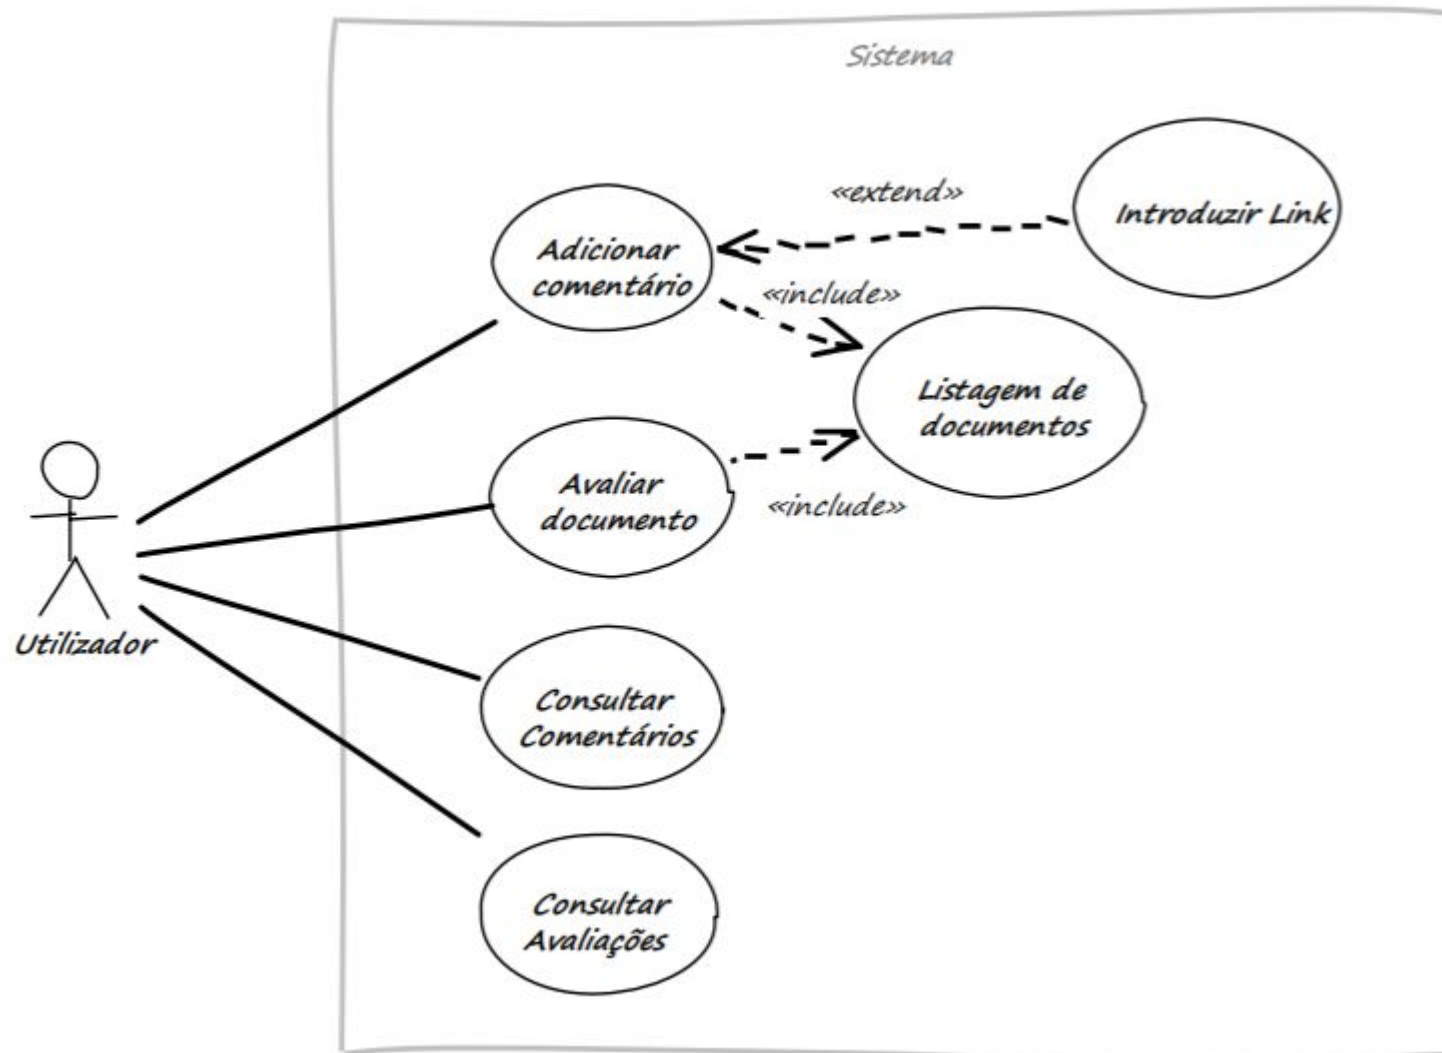 Sistema
«extend»
Introduzir Link
Adicionar
comentário
«include»
Listagem de
documentos
Avaliar
documento
«include»
Utilizador
Consultar
Comentários
Consultar
Avaliações